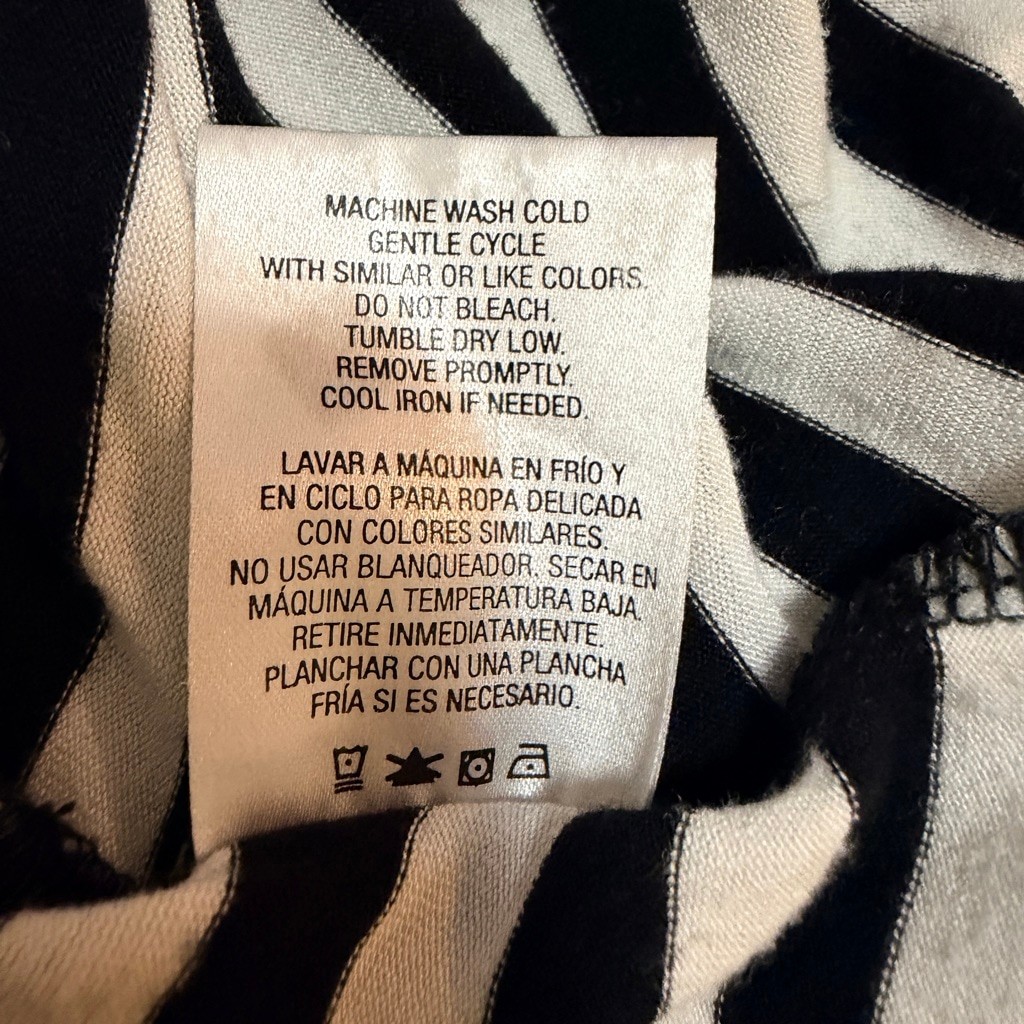 MACHINE WASH COLD
GENTLE CYCLE
WITH SIMILAR OR LIKE COLORS.
DO NOT BLEACH.
TUMBLE DRY LOW.
REMOVE PROMPTLY.
COOL IRON IF NEEDED.
LAVAR A MÁQUINA EN FRÍO Y
EN CICLO PARA ROPA DELICADA
CON COLORES SIMILARES.
NO USAR BLANQUEADOR. SECAR EN
MÁQUINA A TEMPERATURA BAJA.
RETIRE INMEDIATAMENTE.
PLANCHAR CON UNA PLANCHA
FRÍA SI ES NECESARIO.